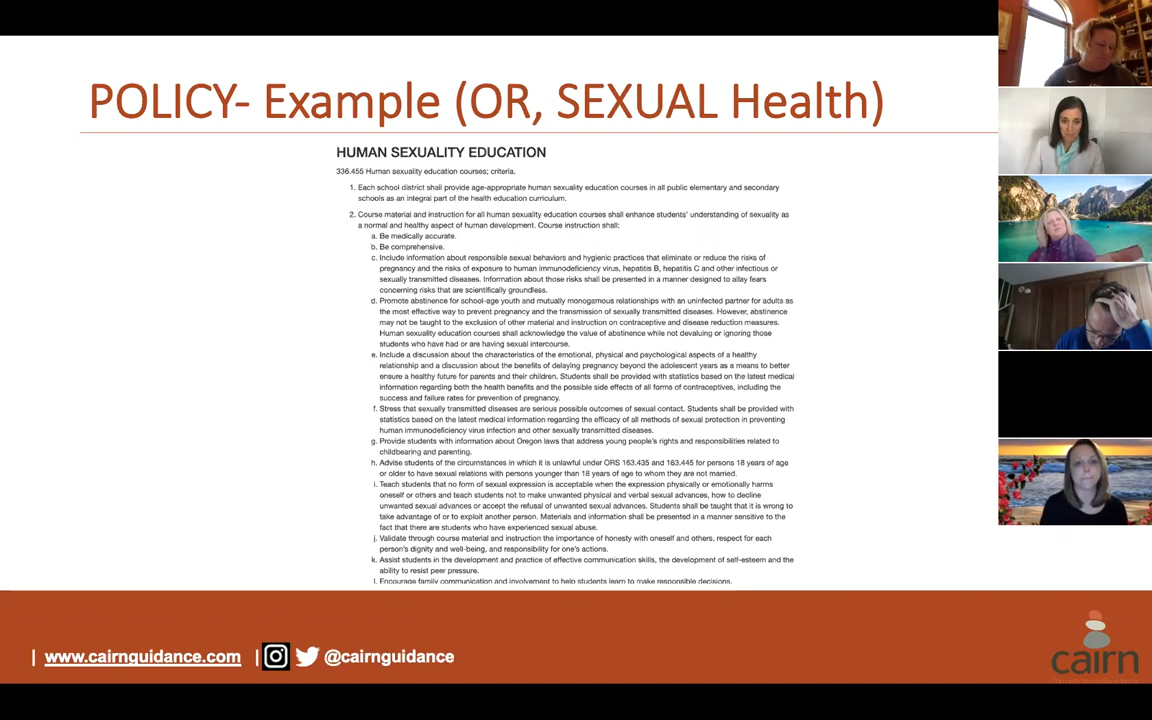 POLICY- Example (OR, SEXUAL Health)
HUMAN SEXUALITY EDUCATION
336.455 Human sexuality education courses; criteria.
1. Each school district shall provide age-appropriate human sexuality education courses in all public elementary and secondary
schools as an integral part of the health education curriculum.
2. Course material and instruction for all human sexuality education courses shall enhance students' understanding of sexuality as
a normal and healthy aspect of human development. Course instruction shall:
a. Be medically accurate.
b. Be comprehensive.
c. Include information about responsible sexual behaviors and hygienic practices that eliminate or reduce the risks of
pregnancy and the risks of exposure to human immunodeficiency virus, hepatitis B, hepatitis C and other infectious or
sexually transmitted diseases. Information about those risks shall be presented in a manner designed to allay fears
concerning risks that are scientifically groundless.
d. Promote abstinence for school-age youth and mutually monogamous relationships with an uninfected partner for adults as
the most effective way to prevent pregnancy and the transmission of sexually transmitted diseases. However, abstinence
may not be taught to the exclusion of other material and instruction on contraceptive and disease reduction measures.
Human sexuality education courses shall acknowledge the value of abstinence while not devaluing or ignoring those
students who have had or are having sexual intercourse.
e. Include a discussion about the characteristics of the emotional, physical and psychological aspects of a healthy
relationship and a discussion about the benefits of delaying pregnancy beyond the adolescent years as a means to better
ensure a healthy future for parents and their children. Students shall be provided with statistics based on the latest medical
information regarding both the health benefits and the possible side effects of all forms of contraceptives, including the
success and failure rates for prevention of pregnancy.
f. Stress that sexually transmitted diseases are serious possible outcomes of sexual contact. Students shall be provided with
statistics based on the latest medical information regarding the efficacy of all methods of sexual protection in preventing
human immunodeficiency virus infection and other sexually transmitted diseases.
g. Provide students with information about Oregon laws that address young people's rights and responsibilities related to
childbearing and parenting.
h. Advise students of the circumstances in which it is unlawful under ORS 163.435 and 163.445 for persons 18 years of age
or older to have sexual relations with persons younger than 18 years of age to whom they are not married.
i. Teach students that no form of sexual expression is acceptable when the expression physically or emotionally harms
oneself or others and teach students not to make unwanted physical and verbal sexual advances, how to decline
unwanted sexual advances or accept the refusal of unwanted sexual advances. Students shall be taught that it is wrong to
take advantage of or to exploit another person. Materials and information shall be presented in a manner sensitive to the
fact that there are students who have experienced sexual abuse.
j. Validate through course material and instruction the importance of honesty with oneself and others, respect for each
person's dignity and well-being, and responsibility for one's actions.
k. Assist students in the development and practice of effective communication skills, the development of self-esteem and the
ability to resist peer pressure.
l. Encourage family communication and involvement to help students learn to make responsible decisions.
| www.cairnguidance.com | @cairnguidance
cairn